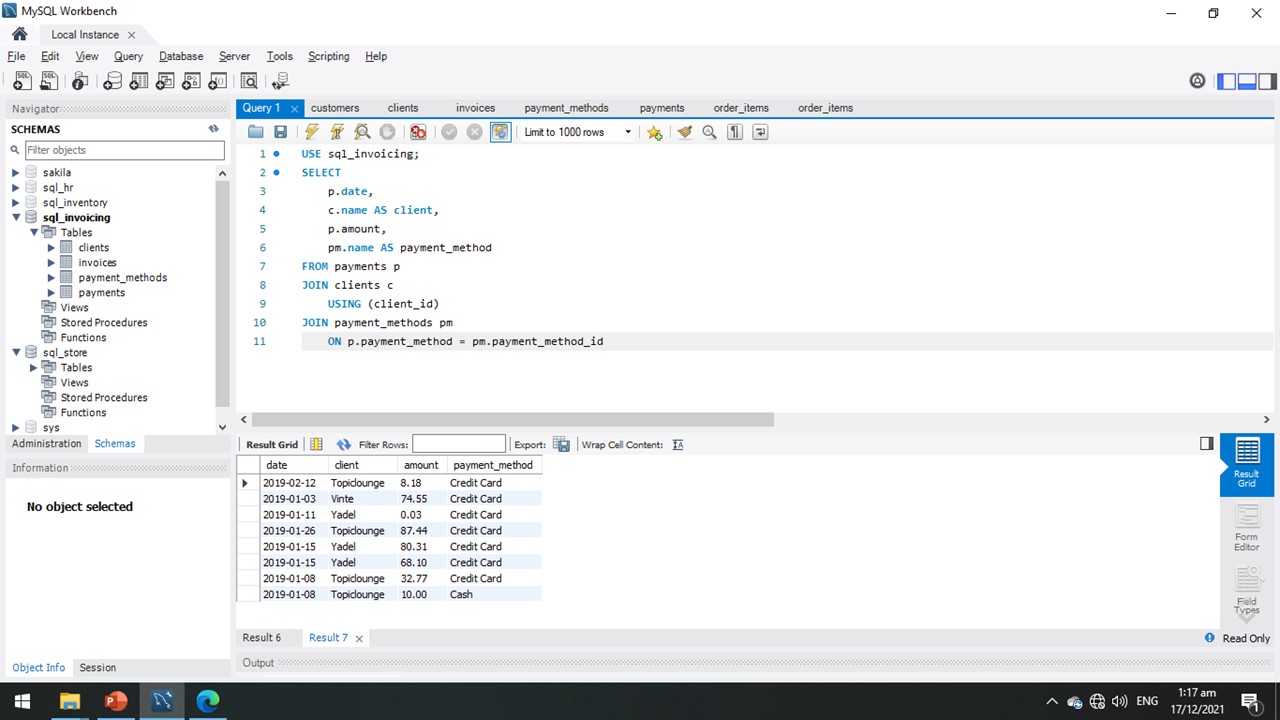 MySQL Workbench
Local Instance
File Edit View Query Database Server Tools Scripting Help
Navigator
SCHEMAS
Filter objects
sakila
sql_hr
sql_inventory
sql_invoicing
Tables
clients
invoices
payment_methods
payments
Views
Stored Procedures
Functions
sql_store
Tables
Views
Stored Procedures
Functions
sys
Administration Schemas
Information
No object selected
Object Info Session
Query 1 customers clients invoices payment_methods payments order_items order_items
Limit to 1000 rows
1 USE sql_invoicing;
2 SELECT
3 p.date,
4 c.name AS client,
5 p.amount,
6 pm.name AS payment_method
7 FROM payments p
8 JOIN clients c
9 USING (client_id)
10 JOIN payment_methods pm
11 ON p.payment_method = pm.payment_method_id
Result Grid Filter Rows: Export: Wrap Cell Content:
date client amount payment_method
2019-02-12 Topiclounge 8.18 Credit Card
2019-01-03 Vinte 74.55 Credit Card
2019-01-11 Yadel 0.03 Credit Card
2019-01-26 Topiclounge 87.44 Credit Card
2019-01-15 Yadel 80.31 Credit Card
2019-01-15 Yadel 68.10 Credit Card
2019-01-08 Topiclounge 32.77 Credit Card
2019-01-08 Topiclounge 10.00 Cash
Result
Grid
Form
Editor
Field
Types
Result 6 Result 7
Read Only
Output
ENG
1:17 am
17/12/2021
1